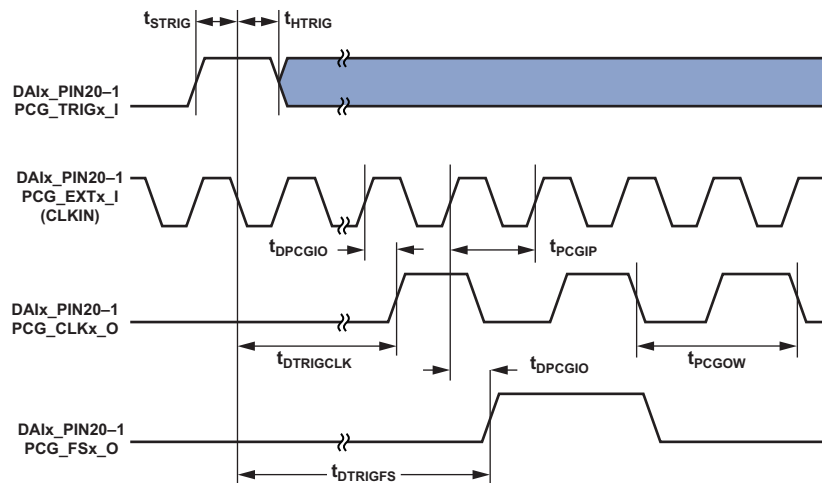 tSTRIG
tHTRIG
DAIx_PIN20–1
PCG_TRIGx_I
DAIx_PIN20–1
PCG_EXTx_I
(CLKIN)
tDPCGIO
tPCGIP
DAIx_PIN20–1
PCG_CLKx_O
tDTRIGCLK
tDPCGIO
tPCGOW
DAIx_PIN20–1
PCG_FSx_O
tDTRIGFS